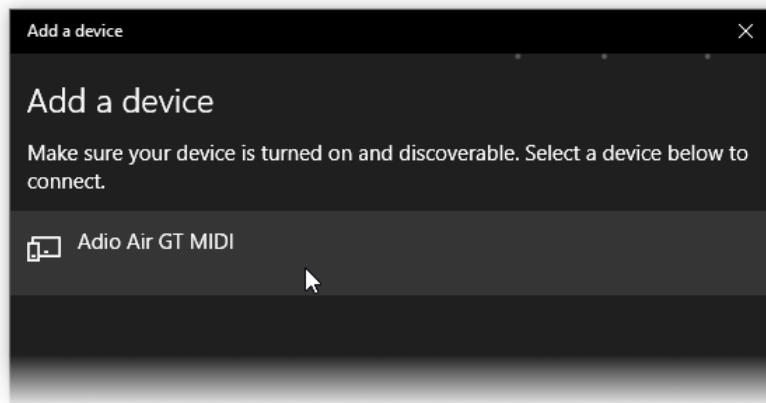 Add a device
Add a device
Make sure your device is turned on and discoverable. Select a device below to
connect.
Adio Air GT MIDI